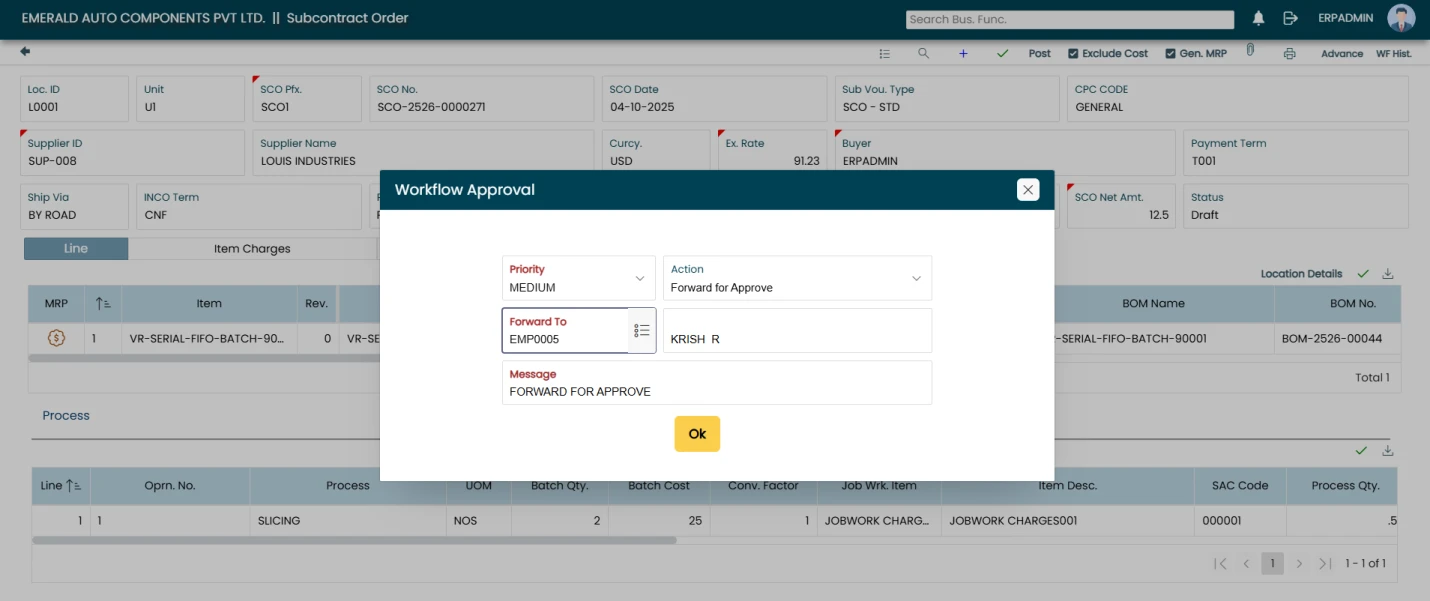 EMERALD AUTO COMPONENTS PVT LTD. || Subcontract Order
Search Bus. Func.
ERPADMIN
Post
Exclude Cost
Gen. MRP
Advance
WF Hist.
Loc. ID
L0001
Unit
U1
SCO Pfx.
SCO1
SCO No.
SCO-2526-0000271
SCO Date
04-10-2025
Sub Vou. Type
SCO - STD
CPC CODE
GENERAL
Supplier ID
SUP-008
Supplier Name
LOUIS INDUSTRIES
Curcy.
USD
Ex. Rate
91.23
Buyer
ERPADMIN
Payment Term
T001
Ship Via
BY ROAD
INCO Term
CNF
SCO Net Amt.
12.5
Status
Draft
Workflow Approval
Priority
MEDIUM
Action
Forward for Approve
Forward To
EMP0005
KRISH R
Message
FORWARD FOR APPROVE
Ok
Line
Item Charges
Location Details
MRP
Item
Rev.
BOM Name
BOM No.
1
VR-SERIAL-FIFO-BATCH-90...
0
VR-SE
-SERIAL-FIFO-BATCH-90001
BOM-2526-00044
Total 1
Process
Line
Oprn. No.
Process
UOM
Batch Qty.
Batch Cost
Conv. Factor
Job Wrk. Item
Item Desc.
SAC Code
Process Qty.
1
1
SLICING
NOS
2
25
1
JOBWORK CHARG...
JOBWORK CHARGES001
000001
.5
1
1 - 1 of 1